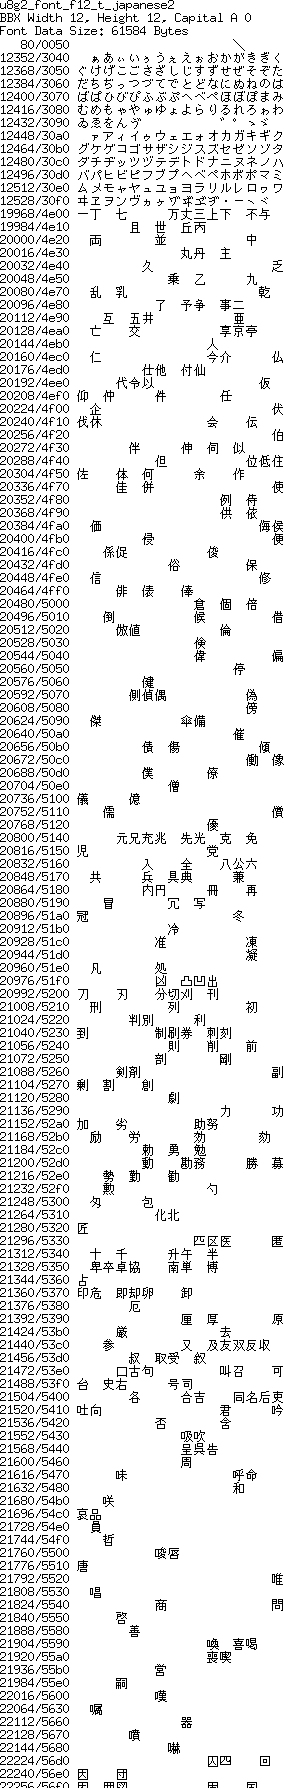 u8g2_font_f12_t_japanese2
BBX Width 12, Height 12, Capital A 0
Font Data Size: 61584 Bytes
80/0050 \
12352/3040 ぁあぃいぅうぇえぉおかがきぎく
12368/3050 ぐけげこごさざしじすずせぜそぞた
12384/3060 だちぢっつづてでとどなにぬねのは
12400/3070 ばぱひびぴふぶぷへべぺほぼぽまみ
12416/3080 むめもゃやゅゆょよらりるれろゎわ
12432/3090 ゐゑをんゔ ゛゜ゝゞ
12448/30a0 ァアィイゥウェエォオカガキギク
12464/30b0 グケゲコゴサザシジスズセゼソゾタ
12480/30c0 ダチヂッツヅテデトドナニヌネノハ
12496/30d0 バパヒビピフブプヘベペホボポマミ
12512/30e0 ムメモャヤュユョヨラリルレロヮワ
12528/30f0 ヰヱヲンヴヵヶヷヸヹヺ・ーヽヾ
19968/4e00 一丁 七 万丈三上下 不与
19984/4e10 且 世 丘丙
20000/4e20 両 並 中
20016/4e30 丸丹 主
20032/4e40 久 乏
20048/4e50 乗 乙 九
20080/4e70 乱 乳 乾
20096/4e80 了 予争 事二
20112/4e90 互 五井 亜
20128/4ea0 亡 交 享京亭
20144/4eb0 人
20160/4ec0 仁 今介 仏
20176/4ed0 仕他 付仙
20192/4ee0 代令以 仮
20208/4ef0 仰 仲 件 任
20224/4f00 企 伏
20240/4f10 伐休 会 伝
20256/4f20 伯
20272/4f30 伴 伸 伺 似
20288/4f40 但 位低住
20304/4f50 佐 体 何 余 作
20336/4f70 佳 併 使
20352/4f80 例 侍
20368/4f90 供 依
20384/4fa0 価 侮侯
20400/4fb0 侵 便
20416/4fc0 係促 俊
20432/4fd0 俗 保
20448/4fe0 信 修
20464/4ff0 俳 俵 俸
20480/5000 倉 個 倍
20496/5010 倒 候 借
20512/5020 倣値 倫
20528/5030 倹
20544/5040 偉 偏
20560/5050 停
20576/5060 健
20592/5070 側偵偶 偽
20608/5080 傍
20624/5090 傑 傘備
20640/50a0 催
20656/50b0 債 傷 傾
20672/50c0 働 像
20688/50d0 僕 僚
20704/50e0 僧
20736/5100 儀 億
20752/5110 儒 償
20768/5120 優
20800/5140 元兄充兆 先光 克 免
20816/5150 児 党
20832/5160 入 全 八公六
20848/5170 共 兵 具典 兼
20864/5180 内円 冊 再
20880/5190 冒 冗 写
20896/51a0 冠 冬
20912/51b0 冷
20928/51c0 准 凍
20944/51d0 凝
20960/51e0 凡 処
20976/51f0 凶 凸凹出
20992/5200 刀 刃 分切刈 刊
21008/5210 刑 列 初
21024/5220 判別 利
21040/5230 到 制刷券 刺刻
21056/5240 則 削 前
21072/5250 剖 剛
21088/5260 剣剤 副
21104/5270 剰 割 創
21120/5280 劇
21136/5290 力 功
21152/52a0 加 劣 助努
21168/52b0 励 労 効 劾
21184/52c0 勅 勇 勉
21200/52d0 動 勘務 勝 募
21216/52e0 勢 勤 勧
21232/52f0 勲 勺
21248/5300 匁 包
21264/5310 化北
21280/5320 匠
21296/5330 匹区医 匿
21312/5340 十 千 升午 半
21328/5350 卑卒卓協 南単 博
21344/5360 占
21360/5370 印危 即却卵 卸
21376/5380 厄
21392/5390 厘 厚 原
21424/53b0 厳 去
21440/53c0 参 又 及友双反収
21456/53d0 叔 取受 叙
21472/53e0 口古句 叫召 可
21488/53f0 台 史右 号司
21504/5400 各 合吉 同名后吏
21520/5410 吐向 君 吟
21536/5420 否 含
21552/5430 吸吹
21568/5440 呈呉告
21600/5460 周
21616/5470 味 呼命
21632/5480 和
21680/54b0 咲
21696/54c0 哀品
21728/54e0 員
21744/54f0 哲
21760/5500 唆唇
21776/5510 唐
21792/5520 唯
21808/5530 唱
21824/5540 商 問
21840/5550 啓
21888/5580 善
21904/5590 喚 喜喝
21920/55a0 喪喫
21936/55b0 営
21984/55e0 嗣
22016/5600 嘆
22064/5630 嘱
22112/5660 器
22128/5670 噴
22144/5680 嚇
22224/56d0 囚四 回
22240/56e0 因 団